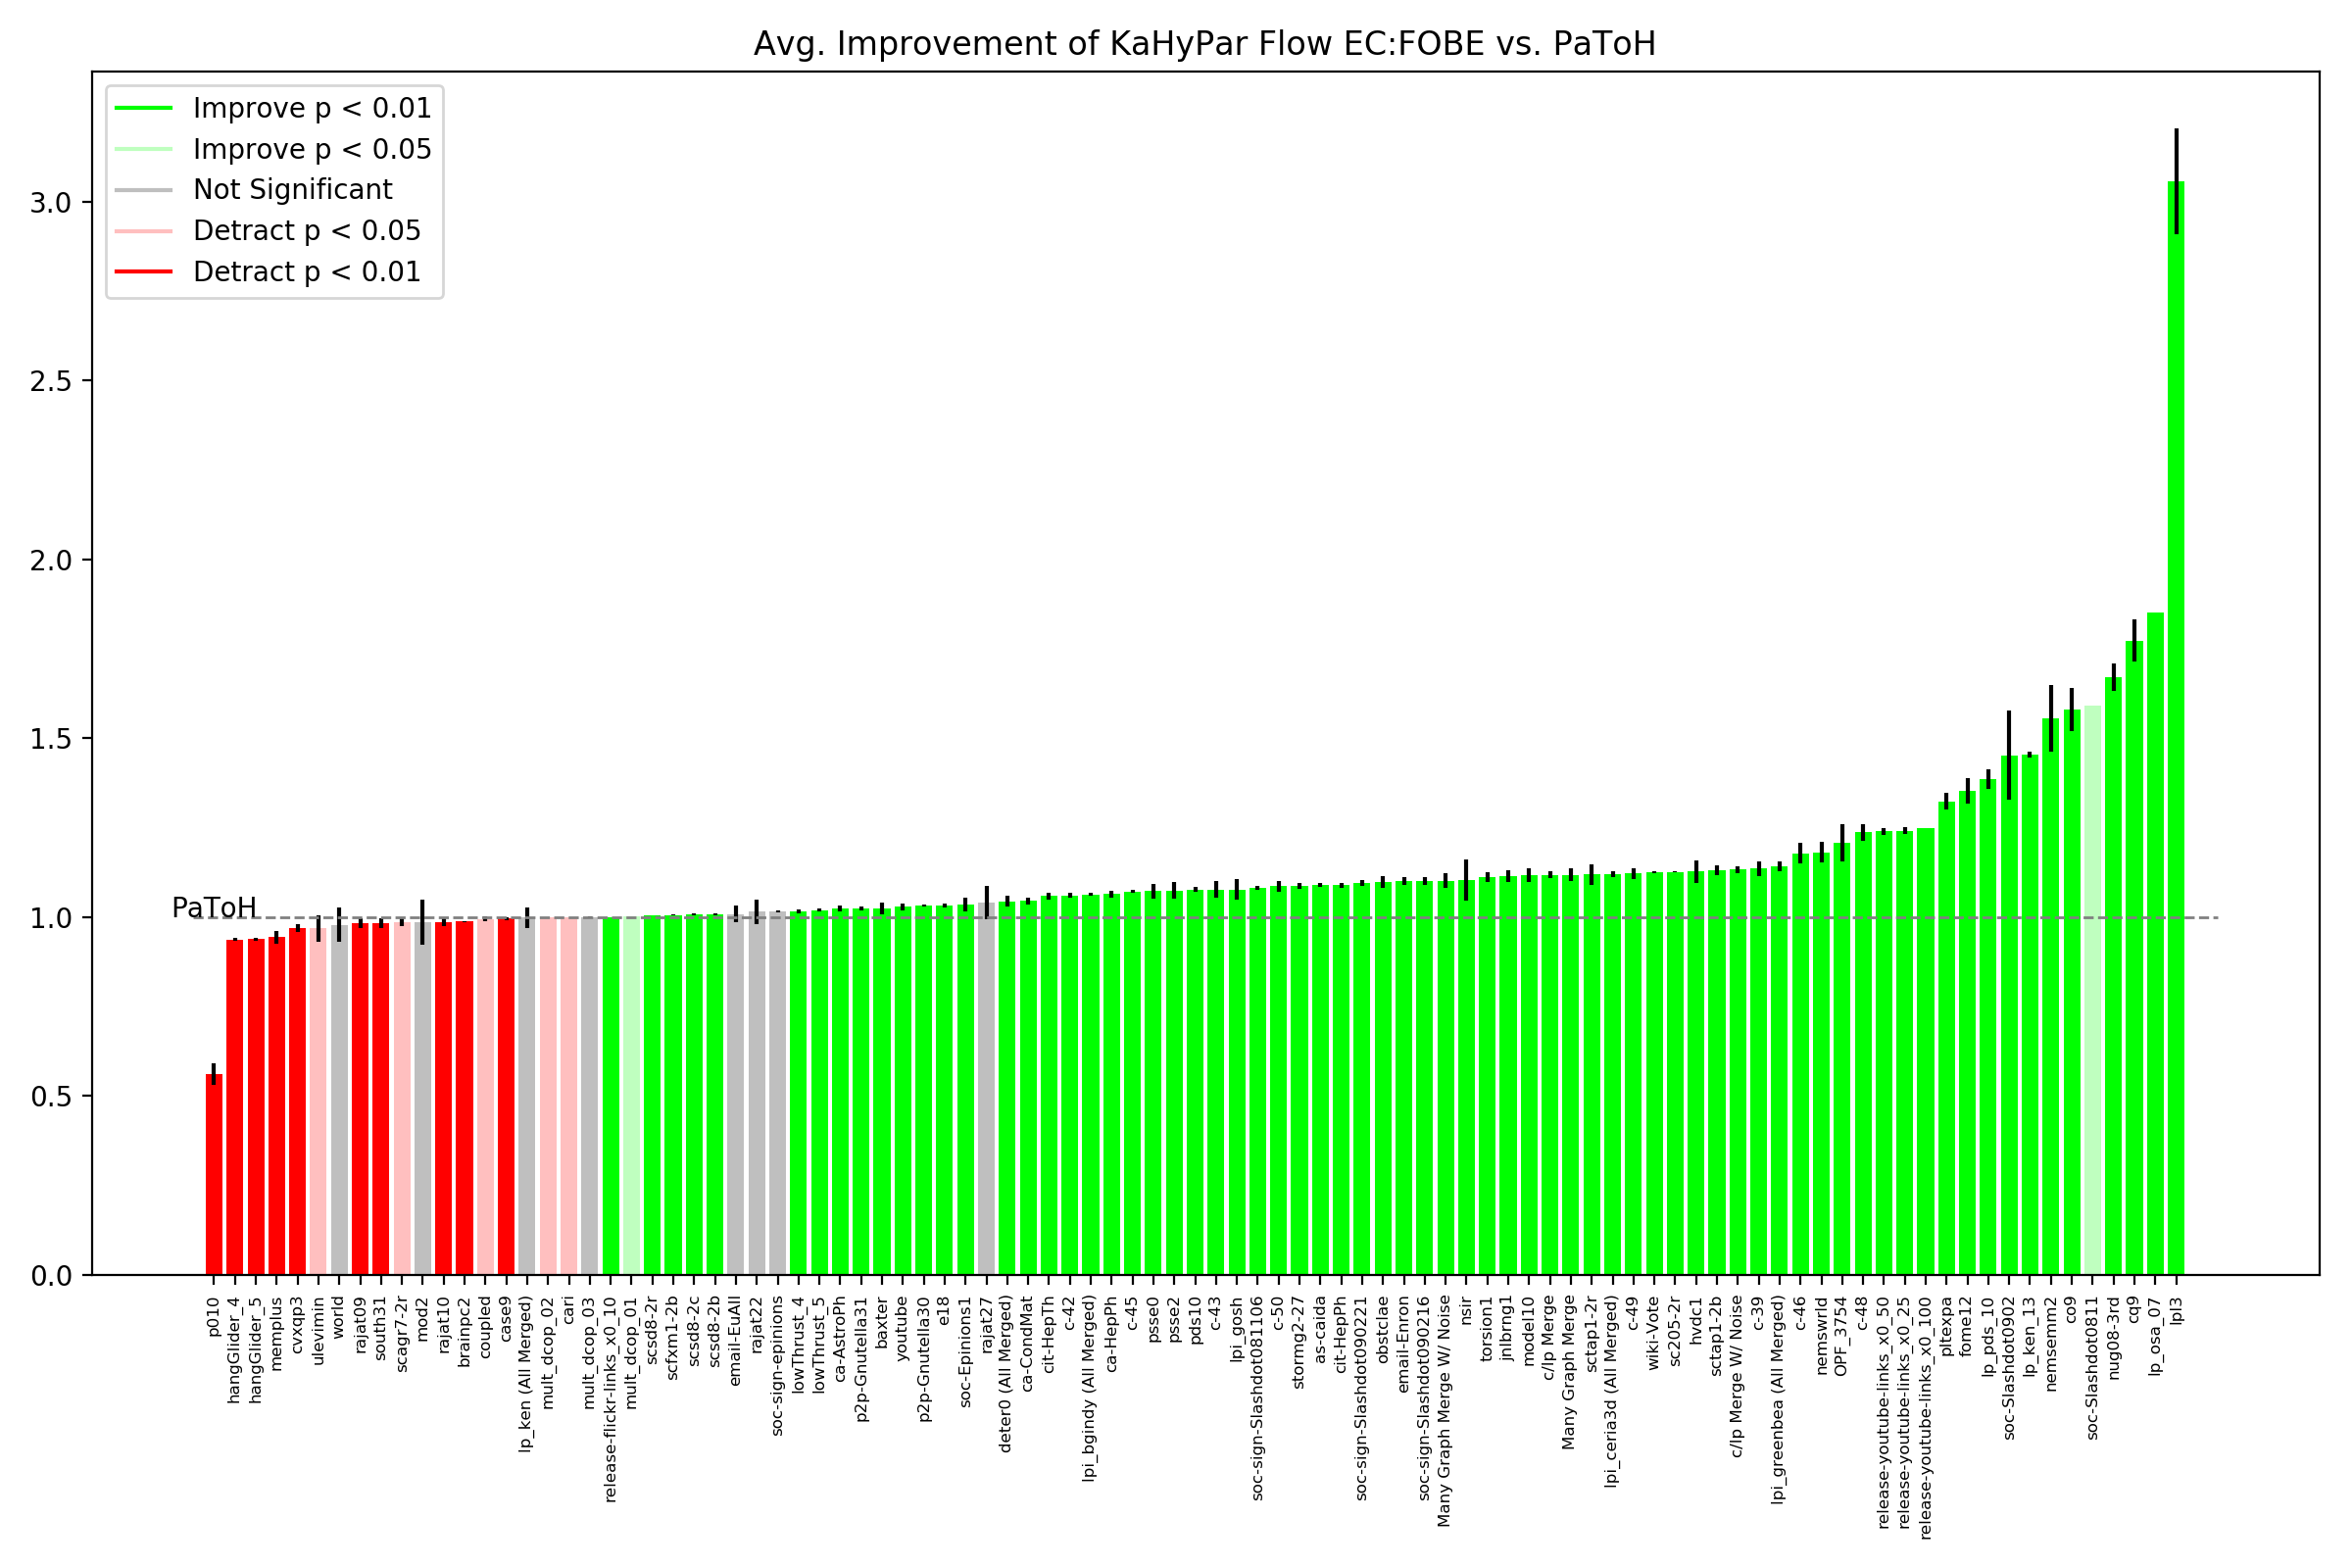 Avg. Improvement of KaHyPar Flow EC:FOBE vs. PaToH
Improve p < 0.01
Improve p < 0.05
Not Significant
Detract p < 0.05
Detract p < 0.01
3.0
2.5
2.0
1.5
1.0
0.5
0.0
PaToH
p010
hangGlider_4
hangGlider_5
memplus
cvxqp3
ulevimin
world
rajat09
south31
scagr7-2r
mod2
rajat10
brainpc2
coupled
case9
lp_ken (All Merged)
mult_dcop_02
cari
mult_dcop_03
release-flickr-links_x0_10
mult_dcop_01
scsd8-2r
scfxm1-2b
scsd8-2c
scsd8-2b
email-EuAll
rajat22
soc-sign-epinions
lowThrust_4
lowThrust_5
ca-AstroPh
p2p-Gnutella31
baxter
youtube
p2p-Gnutella30
e18
soc-Epinions1
rajat27
deter0 (All Merged)
ca-CondMat
cit-HepTh
c-42
lpi_bgindy (All Merged)
ca-HepPh
c-45
psse0
psse2
pds10
c-43
lpi_gosh
soc-sign-Slashdot081106
c-50
stormg2-27
as-caida
cit-HepPh
soc-sign-Slashdot090221
obstclae
email-Enron
soc-sign-Slashdot090216
Many Graph Merge W/ Noise
nsir
torsion1
jnlbrng1
model10
c/lp Merge
Many Graph Merge
sctap1-2r
lpi_ceria3d (All Merged)
c-49
wiki-Vote
sc205-2r
hvdc1
sctap1-2b
c/lp Merge W/ Noise
c-39
lpi_greenbea (All Merged)
c-46
nemswrld
OPF_3754
c-48
release-youtube-links_x0_50
release-youtube-links_x0_25
release-youtube-links_x0_100
pltexpa
fome12
lp_pds_10
soc-Slashdot0902
lp_ken_13
nemsemm2
co9
soc-Slashdot0811
nug08-3rd
cq9
lp_osa_07
lpl3